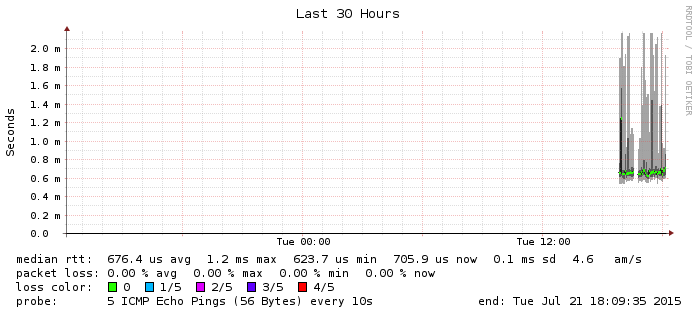 Last 30 Hours
RRDTOOL / TOBI OETIKER
Seconds
2.0 m
1.8 m
1.6 m
1.4 m
1.2 m
1.0 m
0.8 m
0.6 m
0.4 m
0.2 m
0.0
Tue 00:00 Tue 12:00
median rtt: 676.4 us avg 1.2 ms max 623.7 us min 705.9 us now 0.1 ms sd 4.6 am/s
packet loss: 0.00 % avg 0.00 % max 0.00 % min 0.00 % now
loss color: 0 1/5 2/5 3/5 4/5
probe: 5 ICMP Echo Pings (56 Bytes) every 10s end: Tue Jul 21 18:09:35 2015